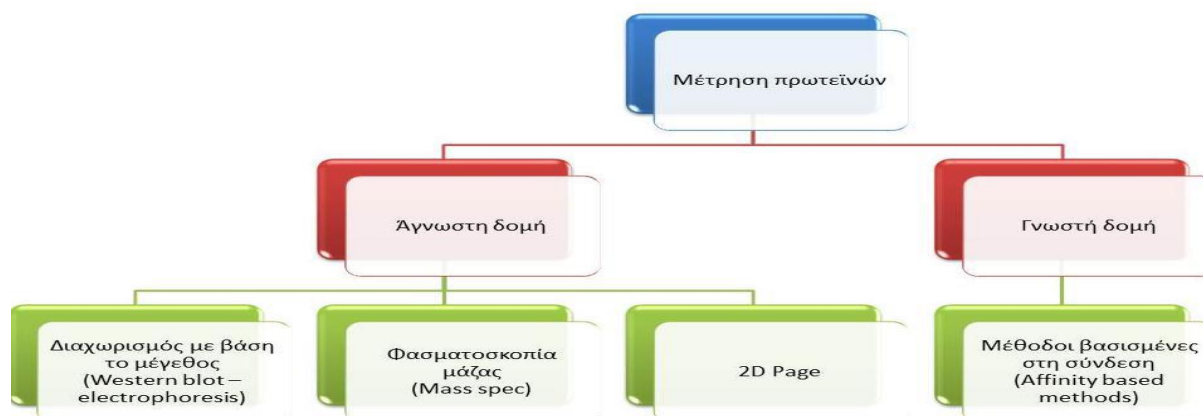 Μέτρηση πρωτεϊνών
Άγνωστη δομή
Γνωστή δομή
Διαχωρισμός με βάση
το μέγεθος
(Western blot –
electrophoresis)
Φασματοσκοπία
μάζας
(Mass spec)
2D Page
Μέθοδοι βασισμένες
στη σύνδεση
(Affinity based
methods)